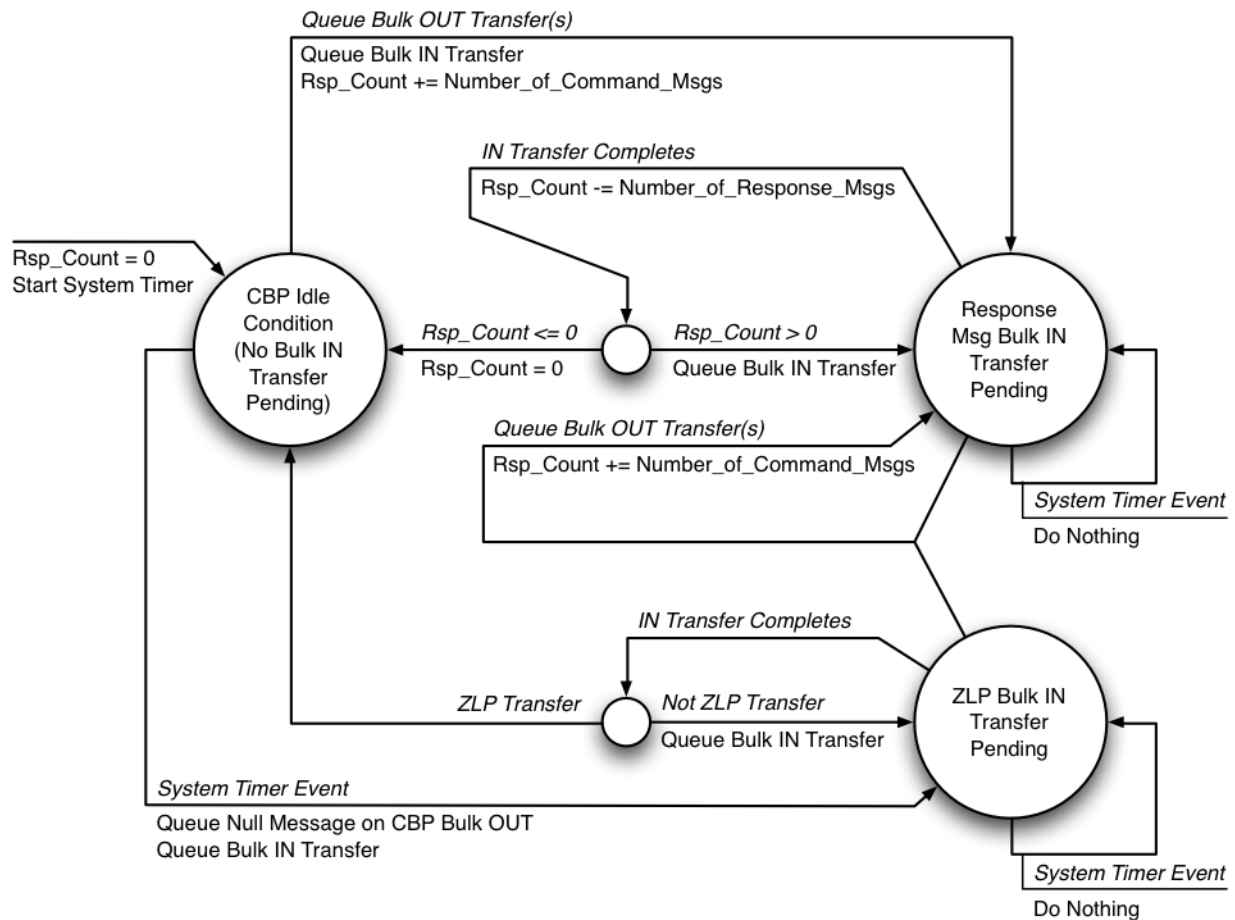 Queue Bulk OUT Transfer(s)
Queue Bulk IN Transfer
Rsp_Count += Number_of_Command_Msgs
IN Transfer Completes
Rsp_Count -= Number_of_Response_Msgs
Rsp_Count = 0
Start System Timer
CBP Idle
Condition
(No Bulk IN
Transfer
Pending)
Rsp_Count <= 0
Rsp_Count = 0
Rsp_Count > 0
Queue Bulk IN Transfer
Response
Msg Bulk IN
Transfer
Pending
Queue Bulk OUT Transfer(s)
Rsp_Count += Number_of_Command_Msgs
System Timer Event
Do Nothing
IN Transfer Completes
ZLP Transfer
Not ZLP Transfer
Queue Bulk IN Transfer
ZLP Bulk IN
Transfer
Pending
System Timer Event
Queue Null Message on CBP Bulk OUT
Queue Bulk IN Transfer
System Timer Event
Do Nothing